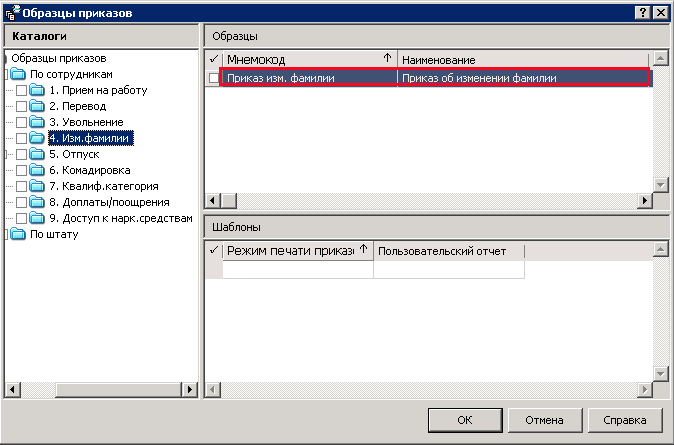 Образцы приказов
Каталоги
Образцы приказов
По сотрудникам
1. Прием на работу
2. Перевод
3. Увольнение
4. Изм.фамилии
5. Отпуск
6. Комадировка
7. Квалиф.категория
8. Доплаты/поощрения
9. Доступ к нарк.средствам
По штату
Образцы
Мнемокод Наименование
Приказ изм. фамилии Приказ об изменении фамилии
Шаблоны
Режим печати приказ Пользовательский отчет
ОК Отмена Справка